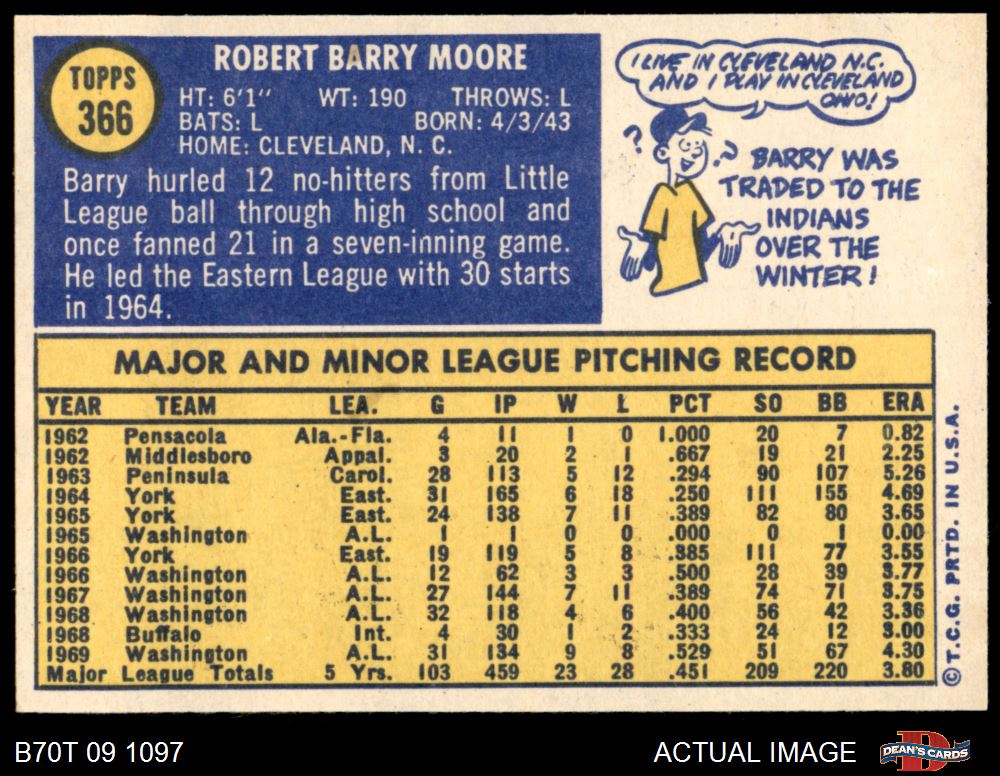 TOPPS
366
ROBERT BARRY MOORE
HT: 6'1" WT: 190 THROWS: L
BATS: L BORN: 4/3/43
HOME: CLEVELAND, N. C.
Barry hurled 12 no-hitters from Little
League ball through high school and
once fanned 21 in a seven-inning game.
He led the Eastern League with 30 starts
in 1964.
I LIVE IN CLEVELAND N.C.
AND I PLAY IN CLEVELAND
OHIO!
? ?
BARRY WAS
TRADED TO THE
INDIANS
OVER THE
WINTER!
MAJOR AND MINOR LEAGUE PITCHING RECORD
YEAR TEAM LEA. G IP W L PCT SO BB ERA
1962 Pensacola Ala.-Fla. 4 11 1 0 1.000 20 7 0.82
1962 Middlesboro Appal. 3 20 2 1 .667 19 21 2.25
1963 Peninsula Carol. 28 113 5 12 .294 90 107 5.26
1964 York East. 31 165 6 18 .250 111 155 4.69
1965 York East. 24 138 7 11 .389 82 80 3.65
1965 Washington A.L. 1 1 0 0 .000 0 1 0.00
1966 York East. 19 119 5 8 .385 111 77 3.55
1966 Washington A.L. 12 62 3 3 .500 28 39 3.77
1967 Washington A.L. 27 144 7 11 .389 74 71 3.75
1968 Washington A.L. 32 118 4 6 .400 56 42 3.36
1968 Buffalo Int. 4 30 1 2 .333 24 12 3.00
1969 Washington A.L. 31 134 9 8 .529 51 67 4.30
Major League Totals 5 Yrs. 103 459 23 28 .451 209 220 3.80
© T.C.G. PRTD. IN U.S.A.
B70T 09 1097
ACTUAL IMAGE
D
DEAN'S CARDS